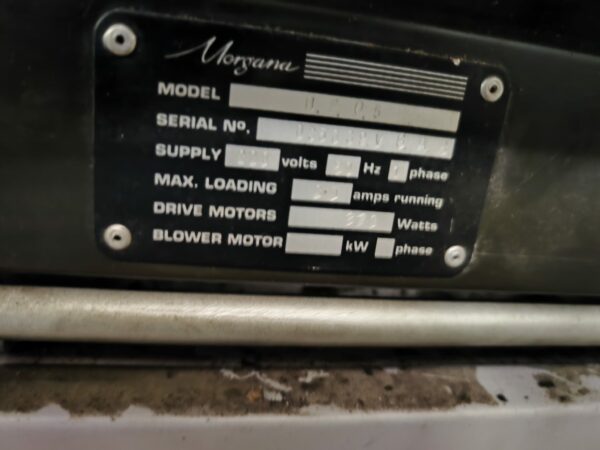 Morgana
MODEL
SERIAL Nº.
SUPPLY volts Hz phase
MAX. LOADING amps running
DRIVE MOTORS Watts
BLOWER MOTOR kW phase